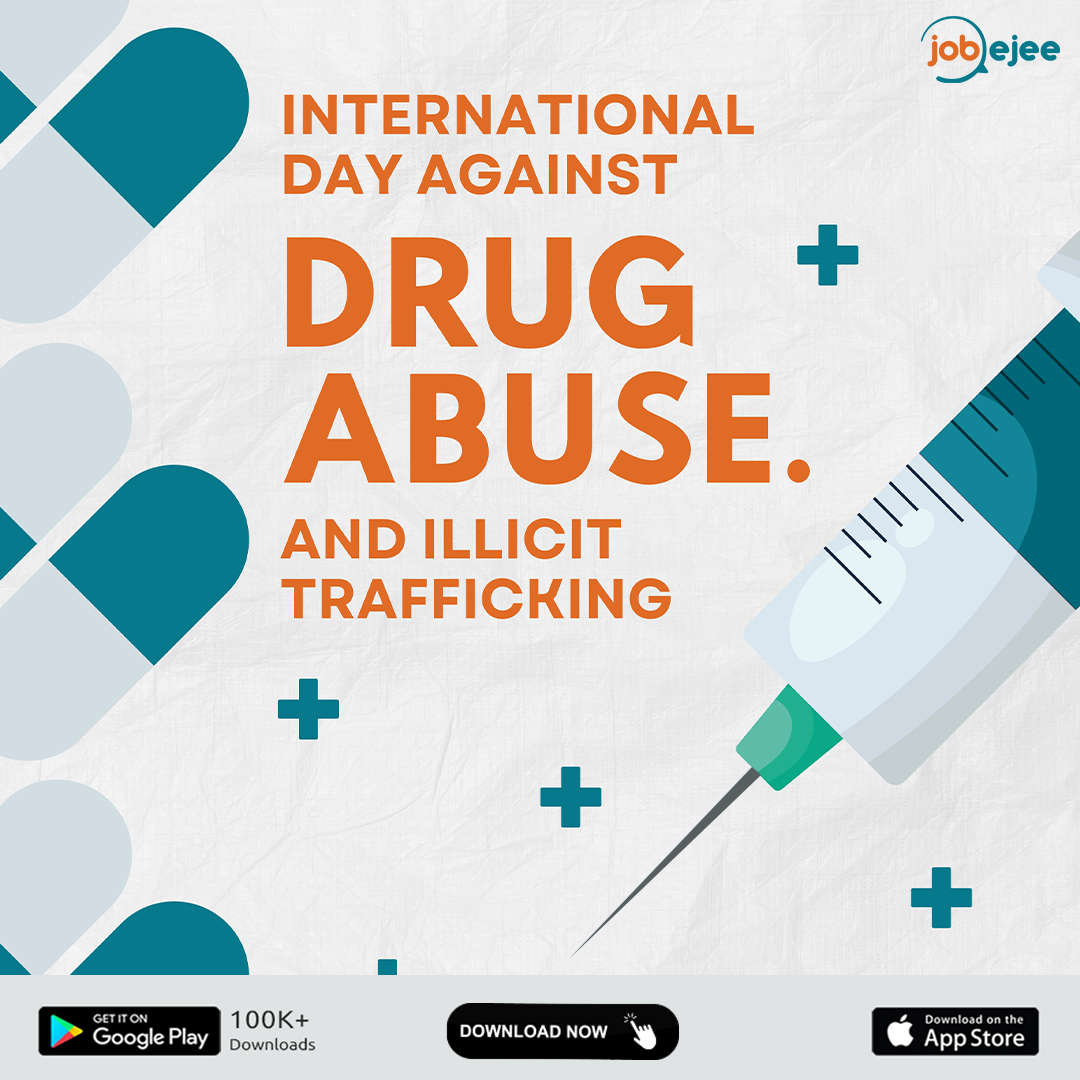 jobejee
INTERNATIONAL
DAY AGAINST
DRUG
ABUSE.
AND ILLICIT
TRAFFICKING
GET IT ON
Google Play
100K+
Downloads
DOWNLOAD NOW
Download on the
App Store